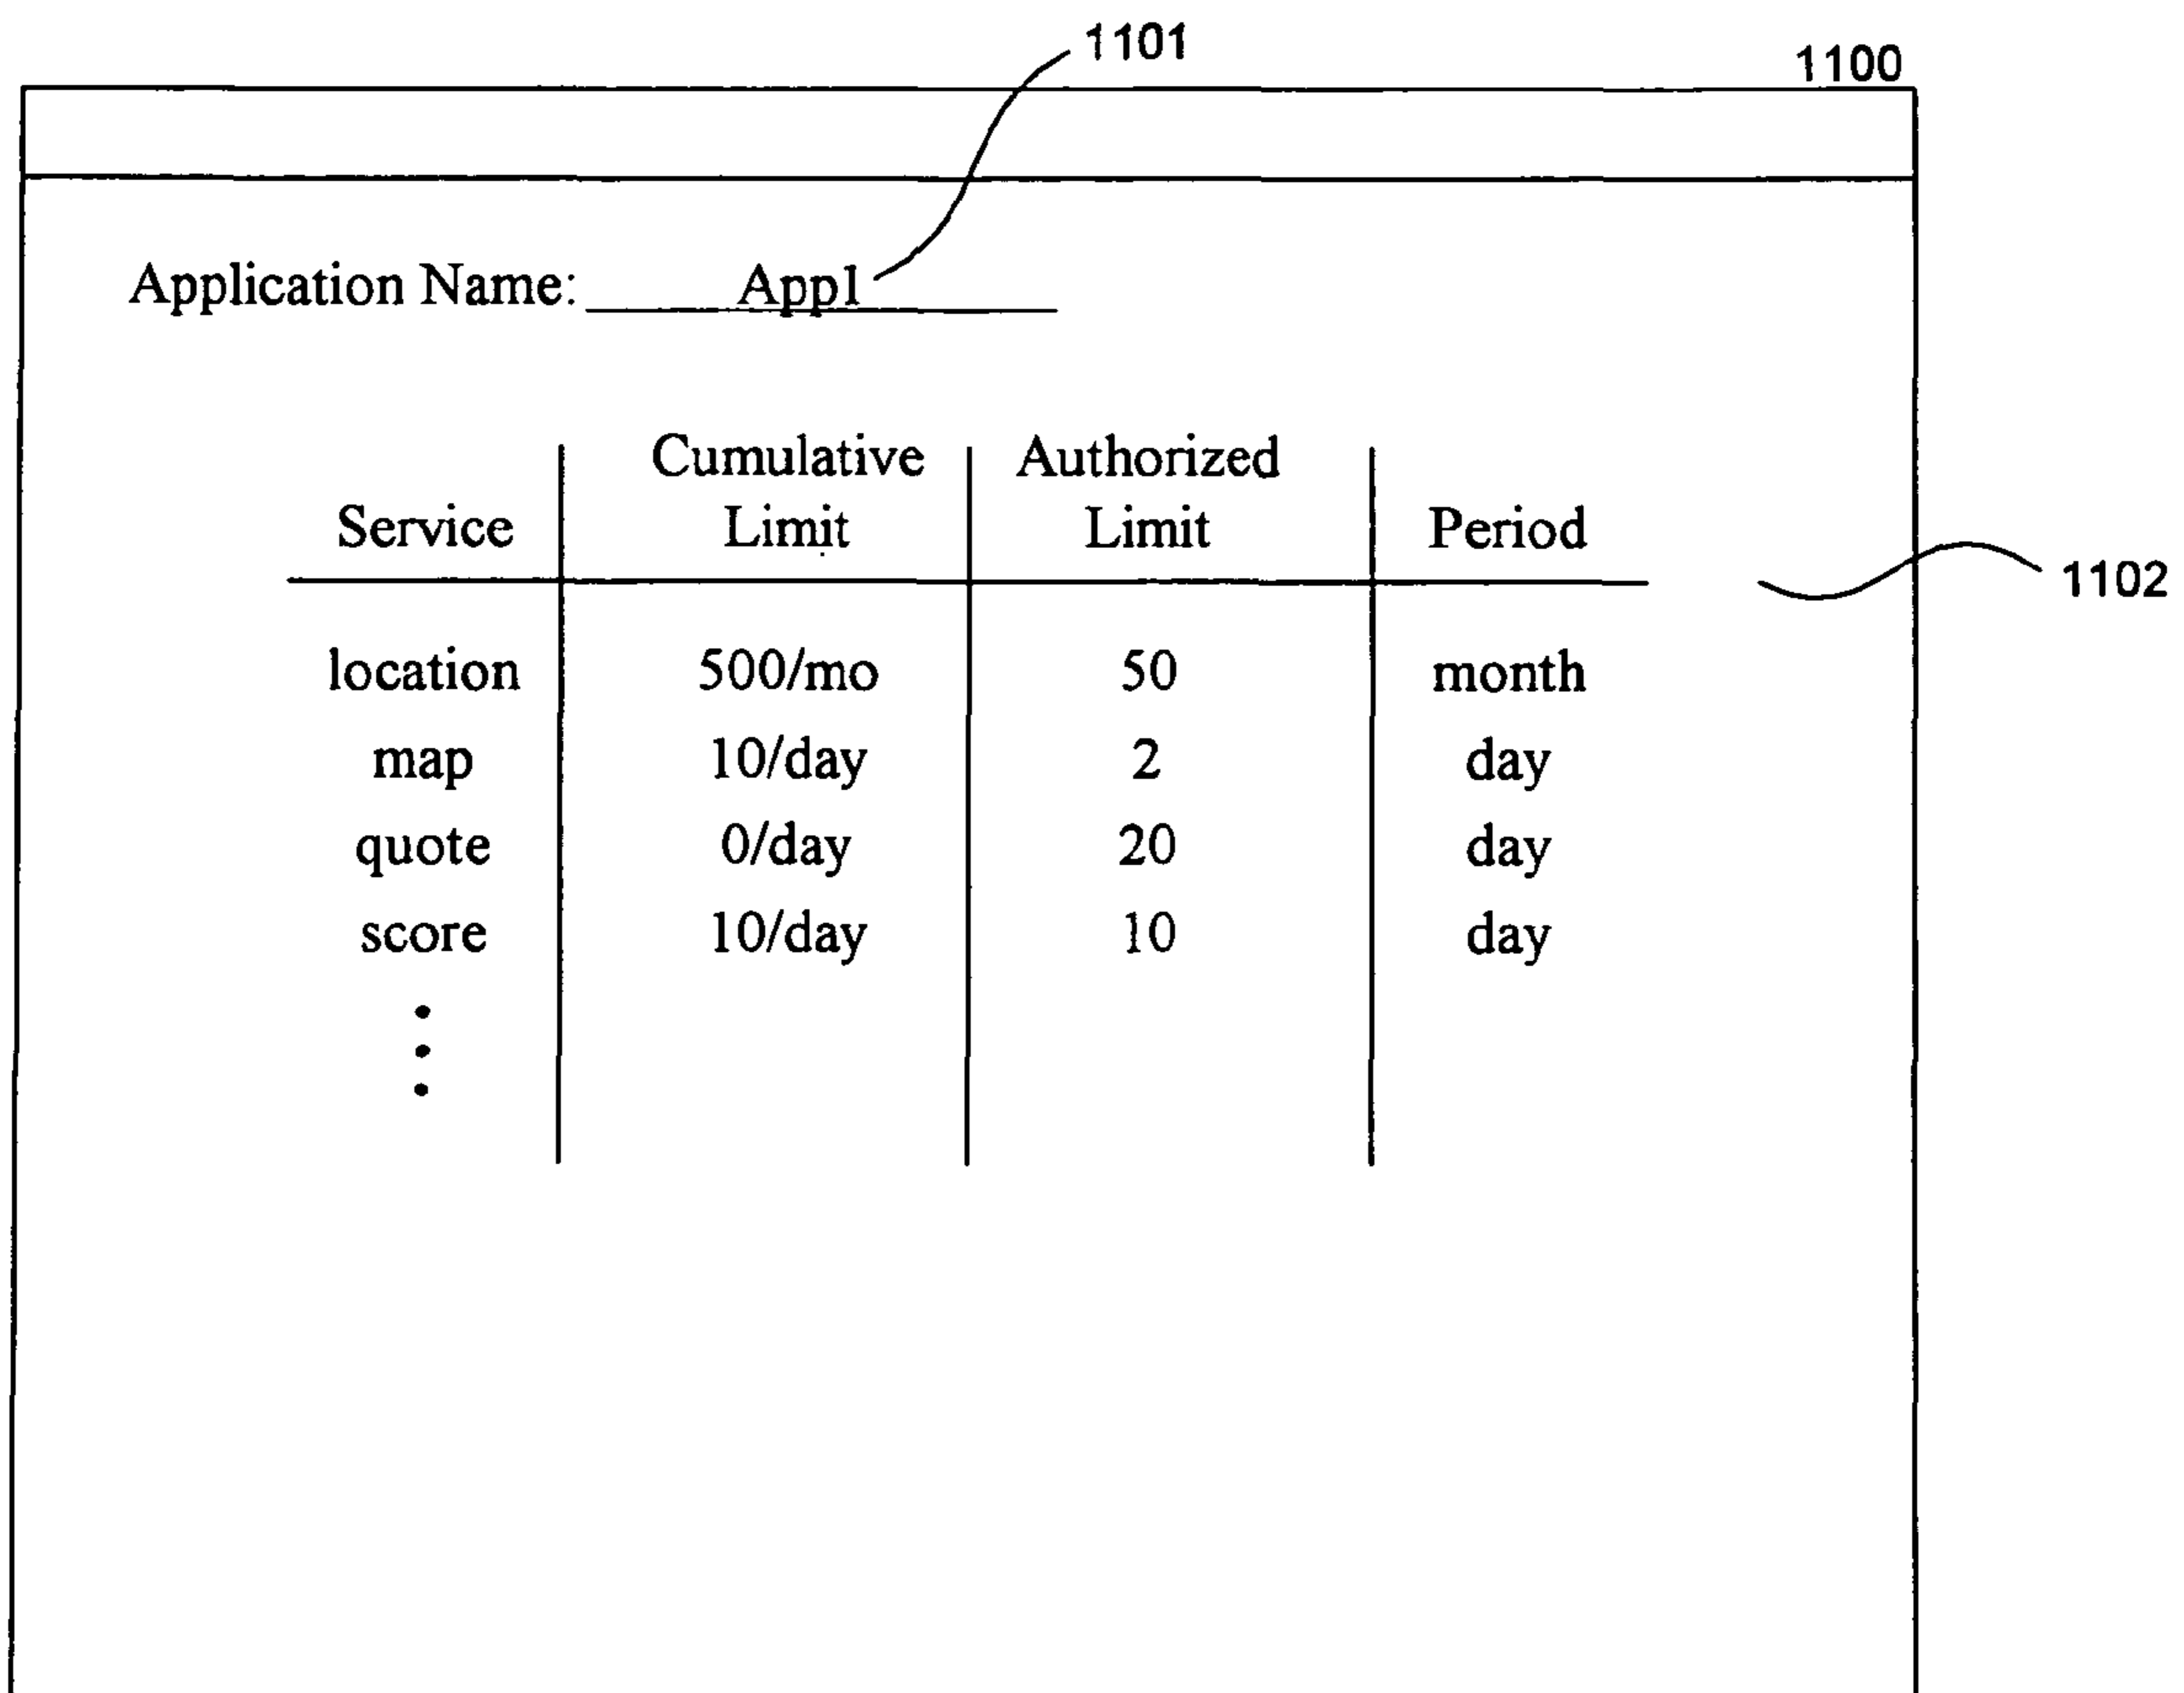 1101
1100
Application Name: App1
Cumulative Authorized
Service Limit Limit Period
1102
location 500/mo 50 month
map 10/day 2 day
quote 0/day 20 day
score 10/day 10 day